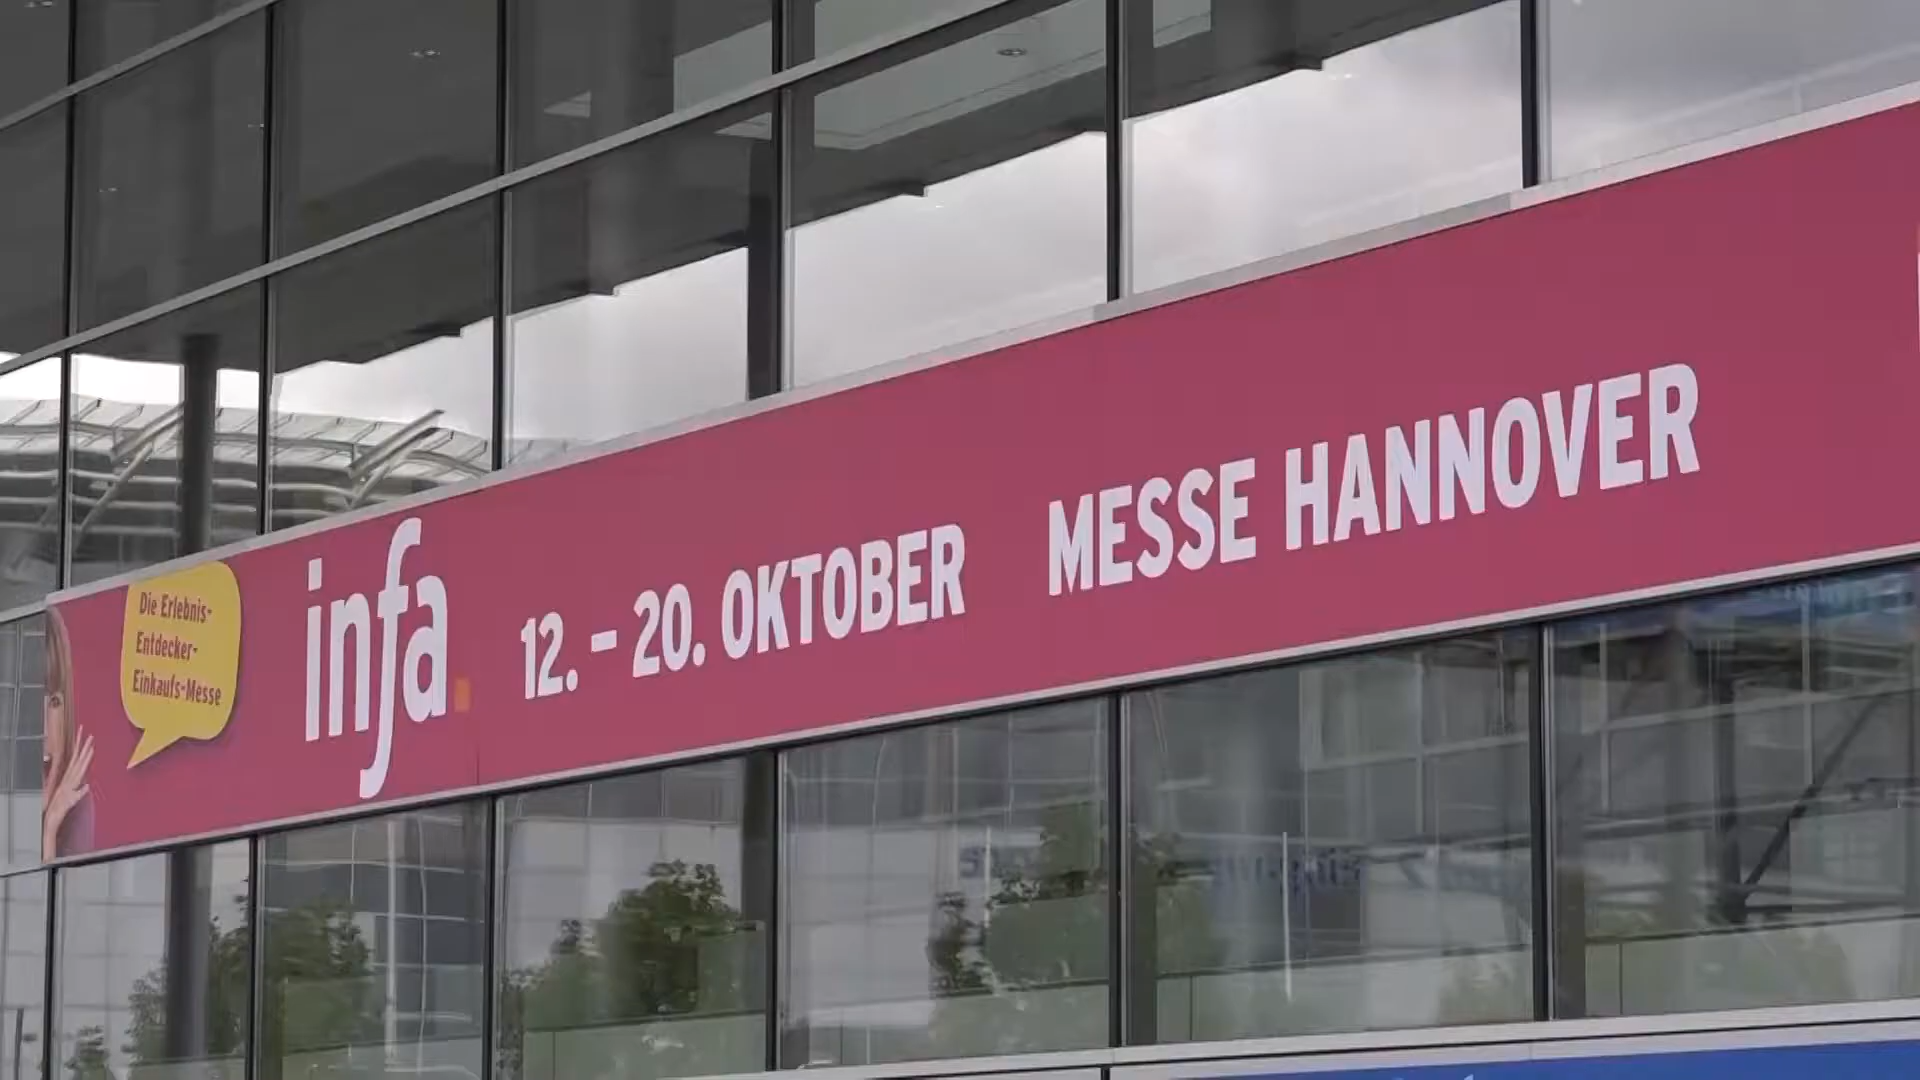 Die Erlebnis-
Entdecker-
Einkaufs-Messe
infa.
12. – 20. OKTOBER MESSE HANNOVER